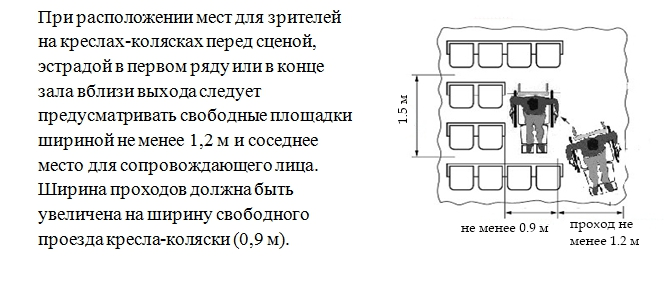 При расположении мест для зрителей
на креслах-колясках перед сценой,
эстрадой в первом ряду или в конце
зала вблизи выхода следует
предусматривать свободные площадки
шириной не менее 1,2 м и соседнее
место для сопровождающего лица.
Ширина проходов должна быть
увеличена на ширину свободного
проезда кресла-коляски (0,9 м).
1.5 м
не менее 0.9 м
проход не
менее 1.2 м